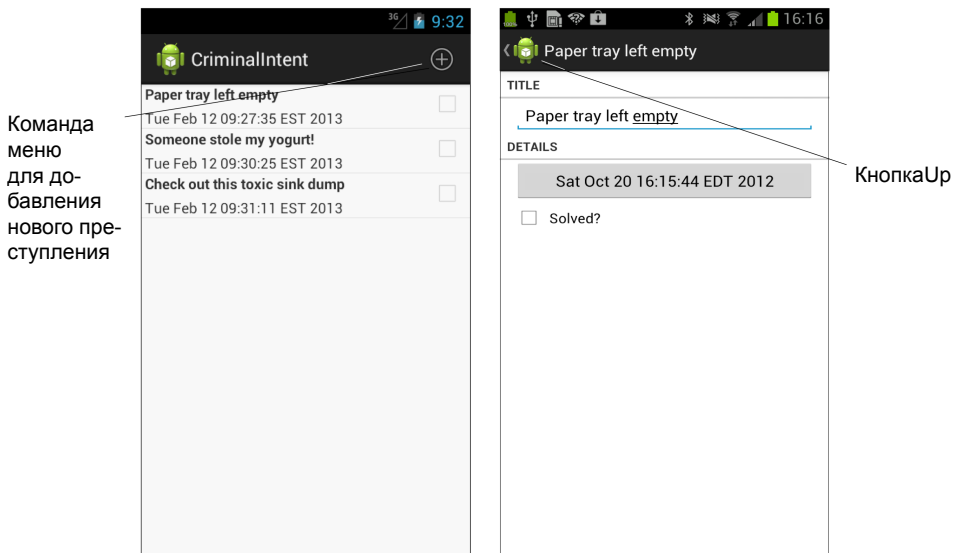 Команда
меню
для до-
бавления
нового пре-
ступления
3G 9:32
CriminalIntent
Paper tray left empty
Tue Feb 12 09:27:35 EST 2013
Someone stole my yogurt!
Tue Feb 12 09:30:25 EST 2013
Check out this toxic sink dump
Tue Feb 12 09:31:11 EST 2013
16:16
Paper tray left empty
TITLE
Paper tray left empty
DETAILS
Sat Oct 20 16:15:44 EDT 2012
Solved?
КнопкаUp